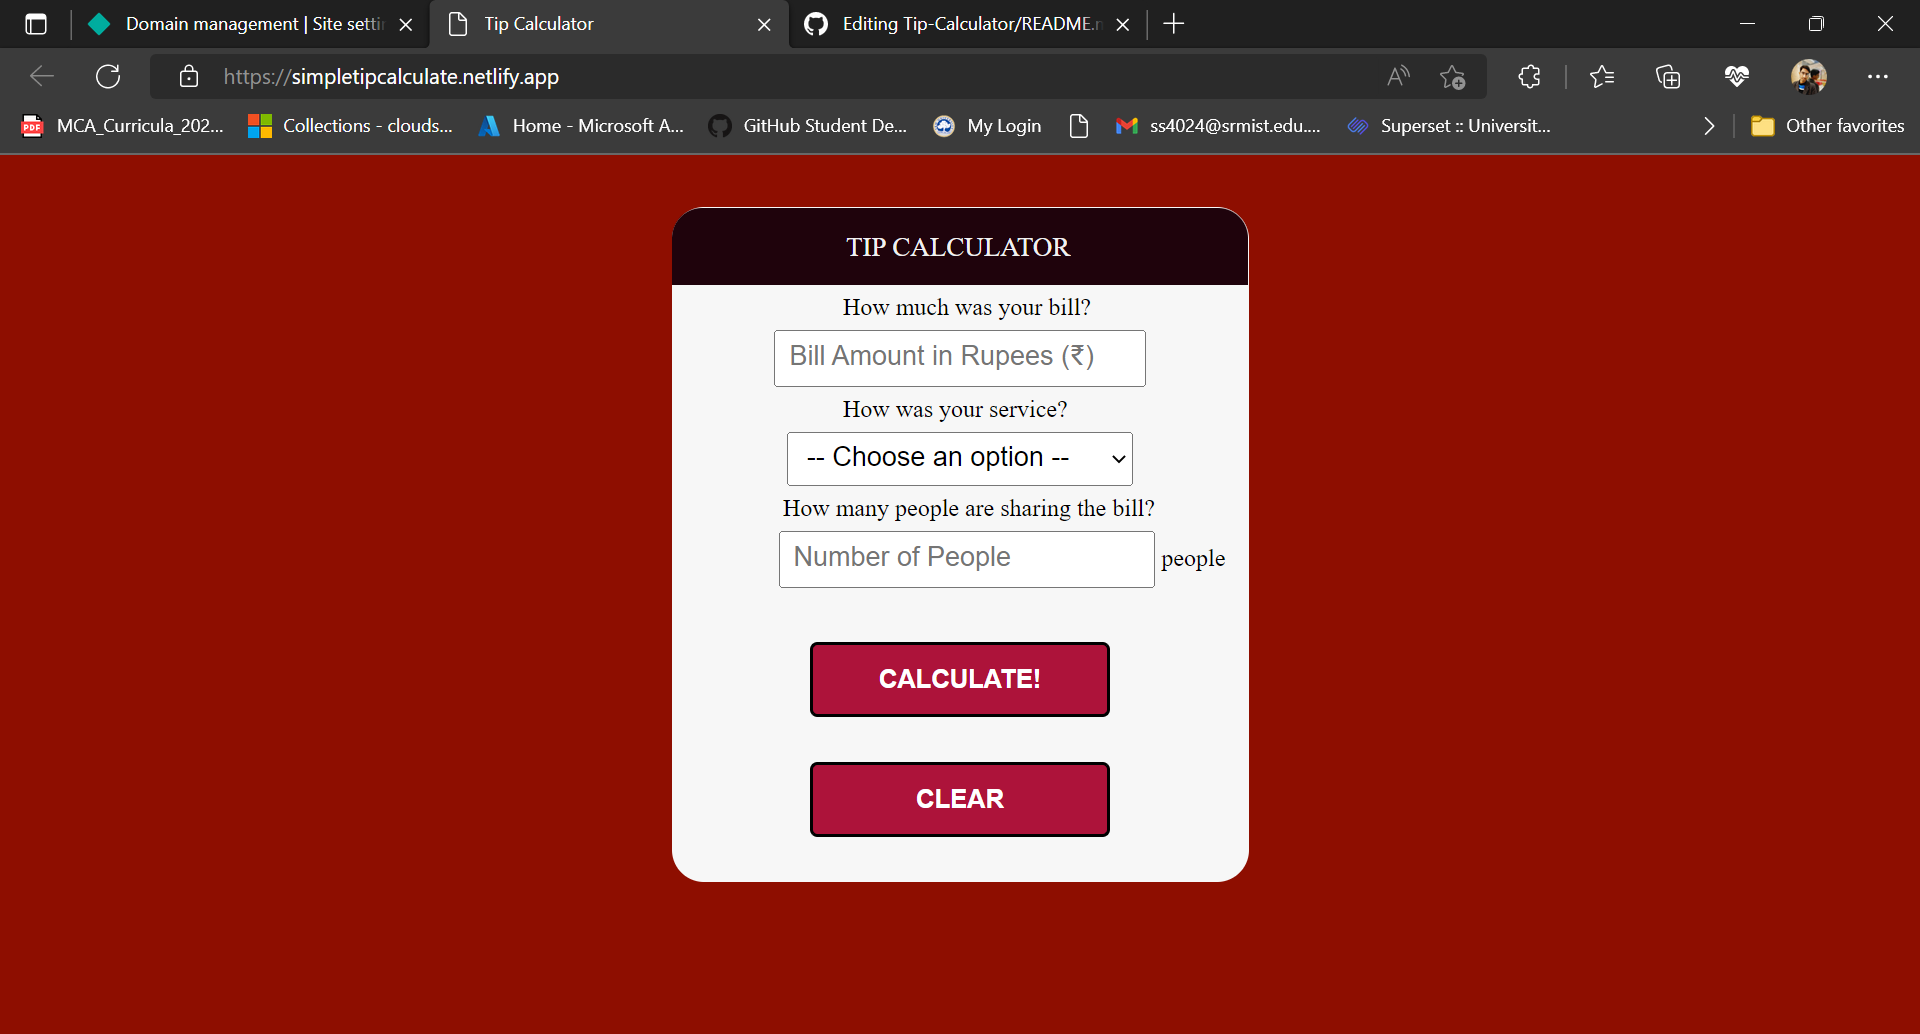 Domain management | Site setti
Tip Calculator
Editing Tip-Calculator/README.
https://simpletipcalculate.netlify.app
PDF
MCA_Curricula_202...
Collections - clouds...
Home - Microsoft A...
GitHub Student De...
My Login
ss4024@srmist.edu....
Superset :: Universit...
Other favorites
TIP CALCULATOR
How much was your bill?
Bill Amount in Rupees (₹)
How was your service?
-- Choose an option --
How many people are sharing the bill?
Number of People
people
CALCULATE!
CLEAR